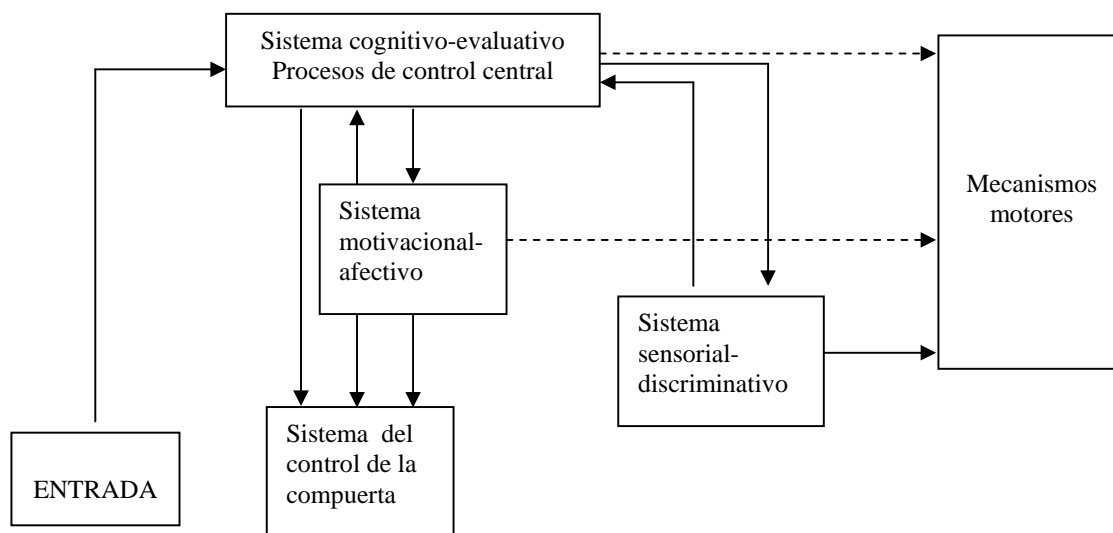 Sistema cognitivo-evaluativo
Procesos de control central
Mecanismos
motores
Sistema
motivacional-
afectivo
Sistema
sensorial-
discriminativo
Sistema del
control de la
compuerta
ENTRADA